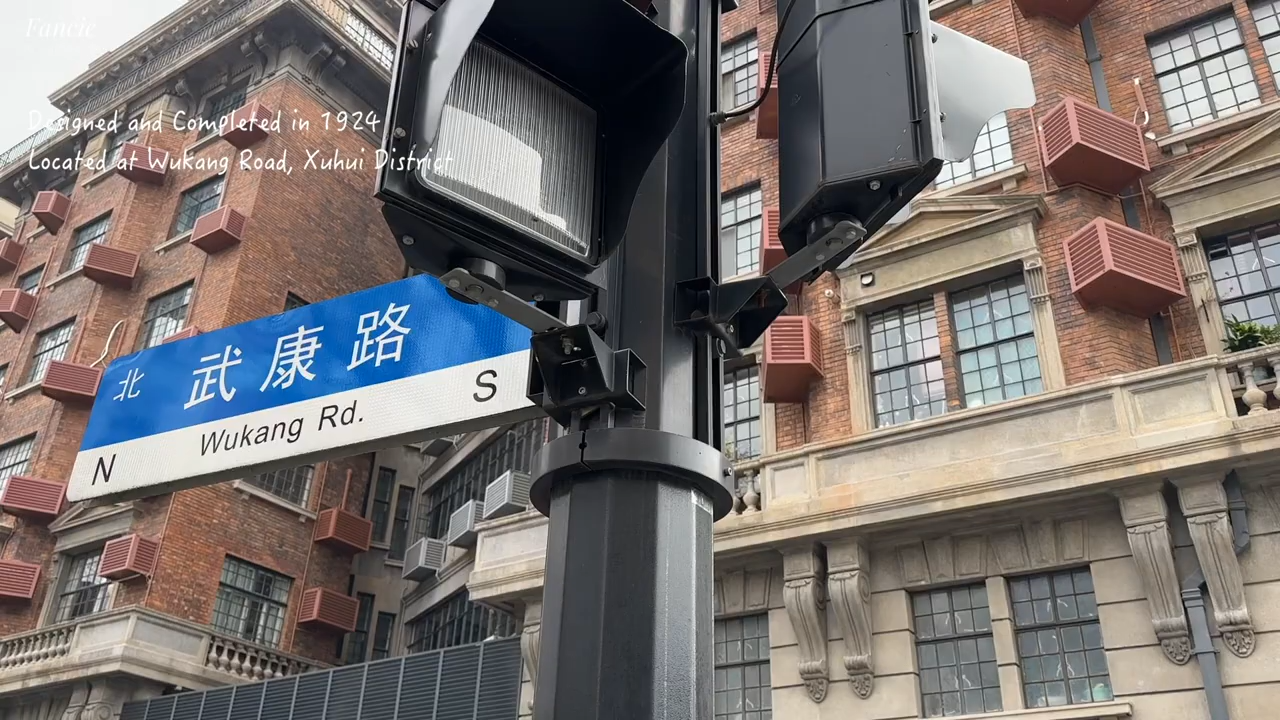 Fancie
Designed and Completed in 1924
Located at Wukang Road, Xuhui District
北 武康路
Wukang Rd.
N S